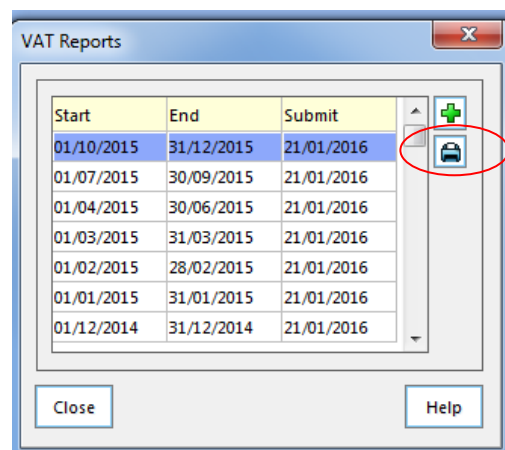 VAT Reports
Start End Submit
01/10/2015 31/12/2015 21/01/2016
01/07/2015 30/09/2015 21/01/2016
01/04/2015 30/06/2015 21/01/2016
01/03/2015 31/03/2015 21/01/2016
01/02/2015 28/02/2015 21/01/2016
01/01/2015 31/01/2015 21/01/2016
01/12/2014 31/12/2014 21/01/2016
Close Help